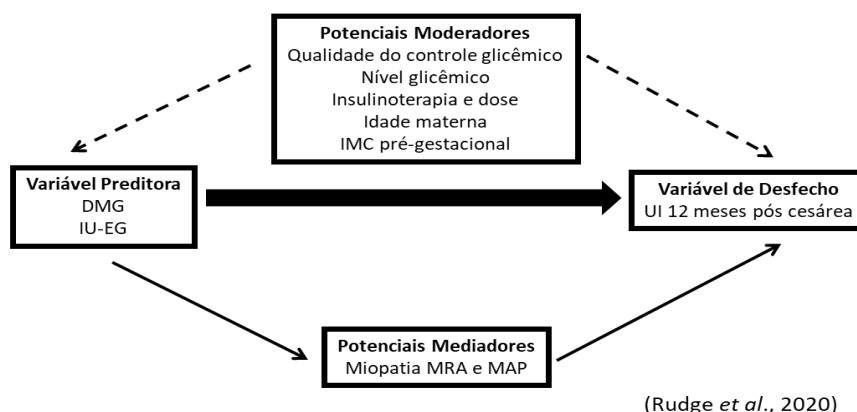 Potenciais Moderadores
Qualidade do controle glicêmico
Nível glicêmico
Insulinoterapia e dose
Idade materna
IMC pré-gestacional
Variável Preditora
DMG
IU-EG
Variável de Desfecho
UI 12 meses pós cesárea
Potenciais Mediadores
Miopatia MRA e MAP
(Rudge et al., 2020)